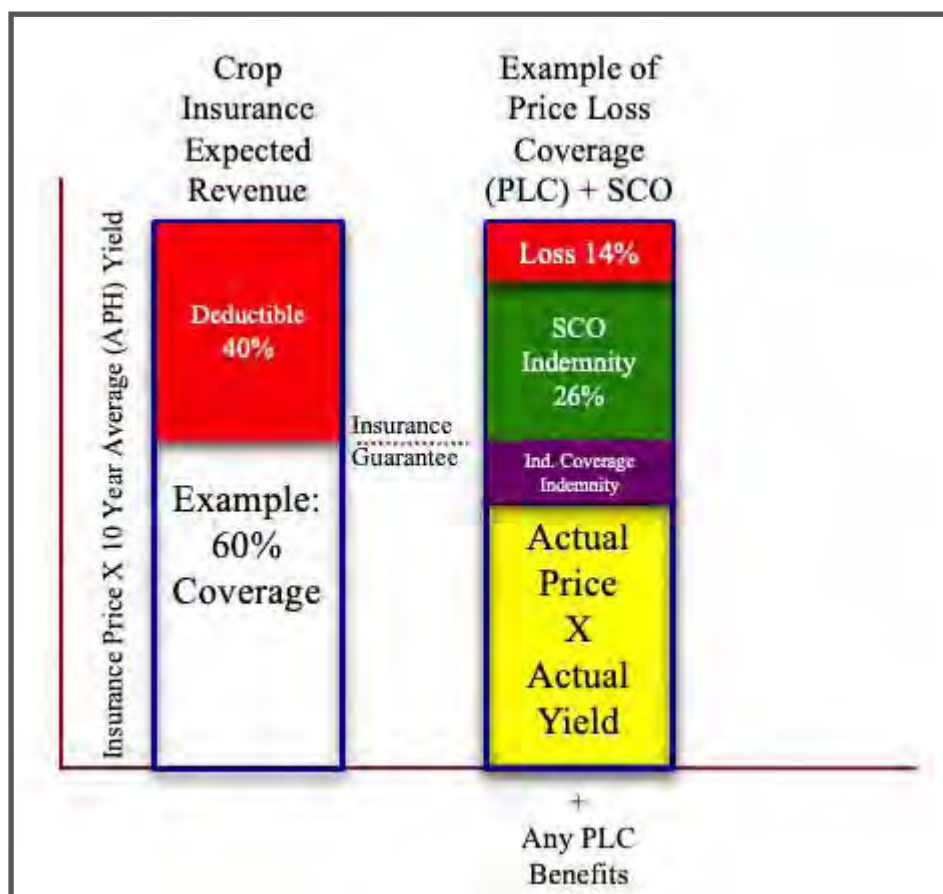 Crop
Insurance
Expected
Revenue
Example of
Price Loss
Coverage
(PLC) + SCO
Insurance Price X 10 Year Average (APH) Yield
Deductible
40%
Example:
60%
Coverage
Insurance
Guarantee
Loss 14%
SCO
Indemnity
26%
Ind. Coverage
Indemnity
Actual
Price
X
Actual
Yield
+
Any PLC
Benefits